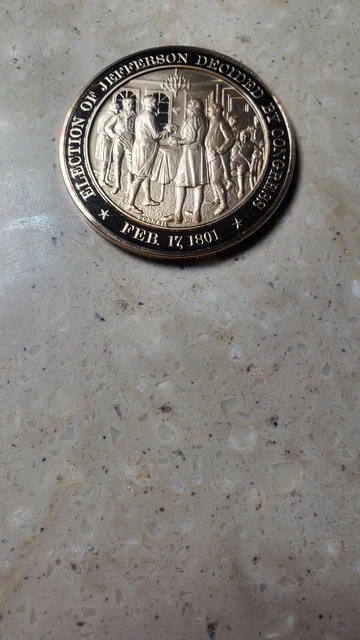 ELECTION OF JEFFERSON DECIDED BY CONGRESS
★ FEB. 17, 1801 ★